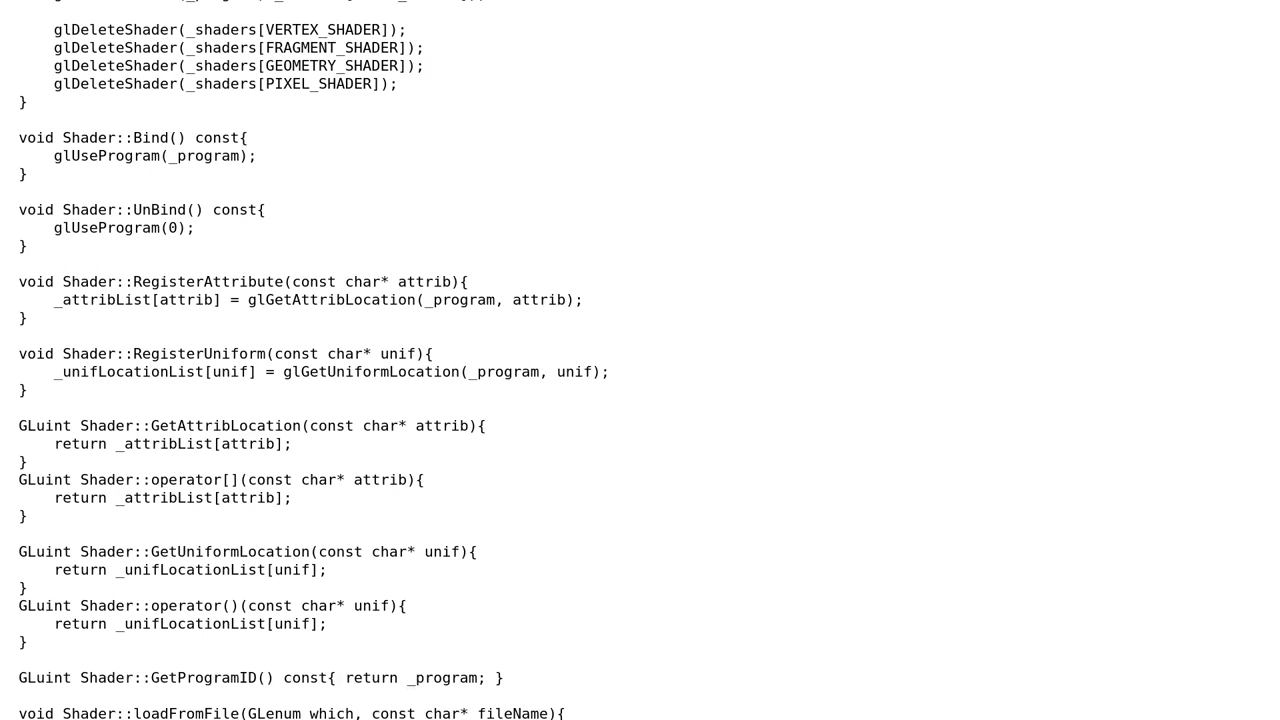 glDeleteShader(_shaders[VERTEX_SHADER]);
glDeleteShader(_shaders[FRAGMENT_SHADER]);
glDeleteShader(_shaders[GEOMETRY_SHADER]);
glDeleteShader(_shaders[PIXEL_SHADER]);
}
void Shader::Bind() const{
glUseProgram(_program);
}
void Shader::UnBind() const{
glUseProgram(0);
}
void Shader::RegisterAttribute(const char* attrib){
_attribList[attrib] = glGetAttribLocation(_program, attrib);
}
void Shader::RegisterUniform(const char* unif){
_unifLocationList[unif] = glGetUniformLocation(_program, unif);
}
GLuint Shader::GetAttribLocation(const char* attrib){
return _attribList[attrib];
}
GLuint Shader::operator[](const char* attrib){
return _attribList[attrib];
}
GLuint Shader::GetUniformLocation(const char* unif){
return _unifLocationList[unif];
}
GLuint Shader::operator()(const char* unif){
return _unifLocationList[unif];
}
GLuint Shader::GetProgramID() const{ return _program; }
void Shader::loadFromFile(GLenum which, const char* fileName){